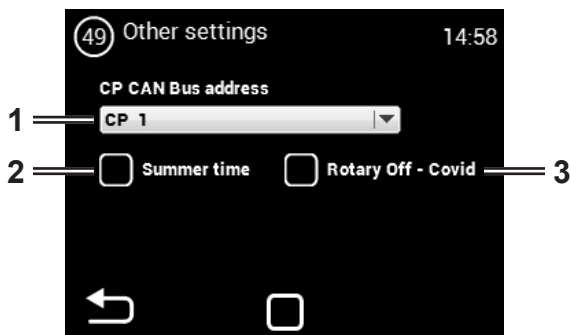 49 Other settings 14:58
CP CAN Bus address
1 CP 1
2 Summer time Rotary Off - Covid 3